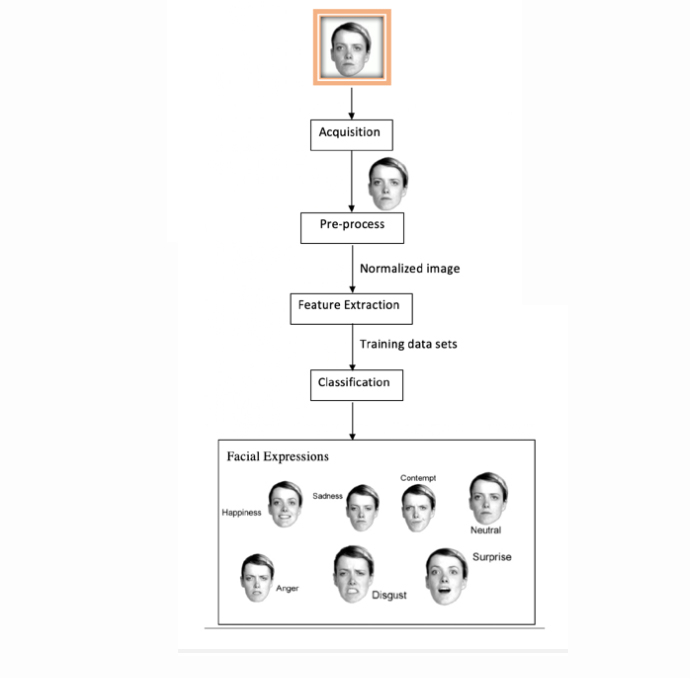 Acquisition
Pre-process
Normalized image
Feature Extraction
Training data sets
Classification
Facial Expressions
Happiness
Sadness
Contempt
Neutral
Anger
Disgust
Surprise